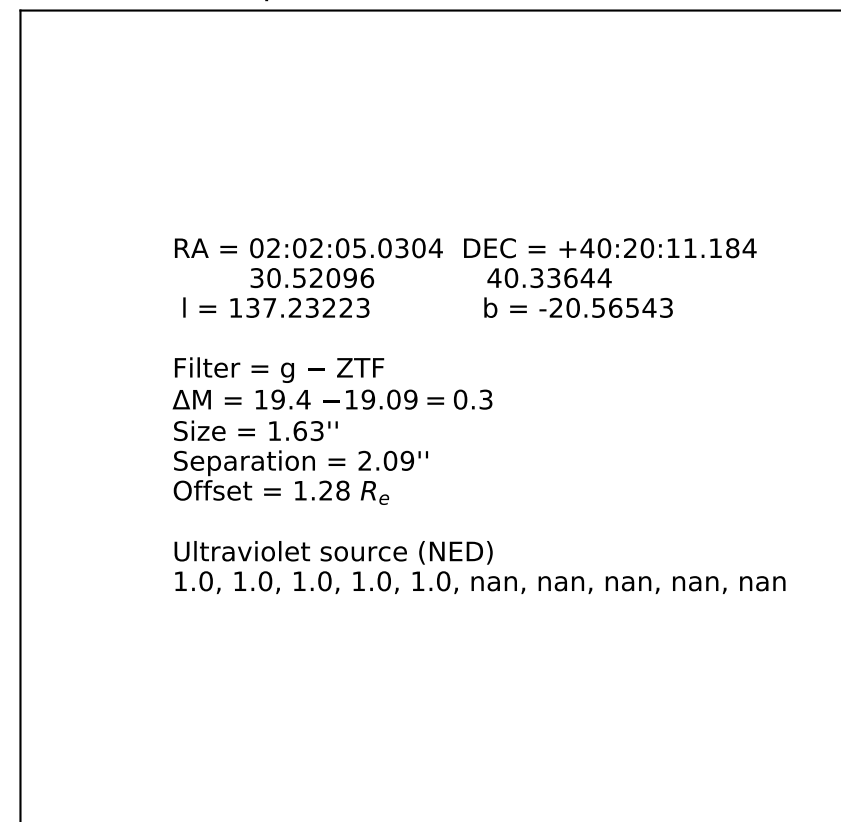 RA = 02:02:05.0304 DEC = +40:20:11.184
30.52096 40.33644
l = 137.23223 b = -20.56543
Filter = g − ZTF
ΔM = 19.4 −19.09 = 0.3
Size = 1.63''
Separation = 2.09''
Offset = 1.28 Rₑ
Ultraviolet source (NED)
1.0, 1.0, 1.0, 1.0, 1.0, nan, nan, nan, nan, nan